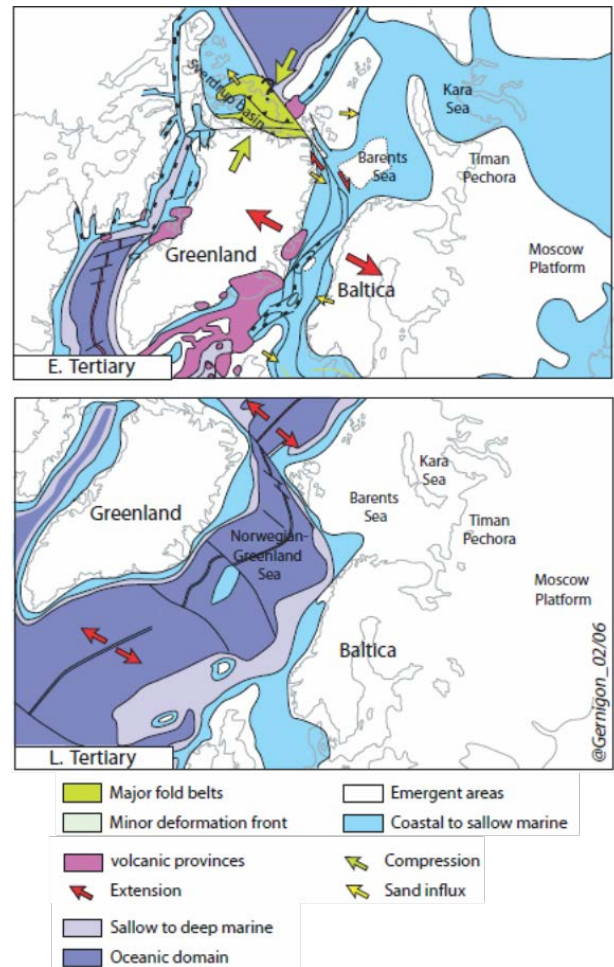 Sverdrup Basin
Kara
Sea
Barents
Sea
Timan
Pechora
Greenland
Moscow
Platform
Baltica
E. Tertiary
Greenland
Kara
Sea
Barents
Sea
Timan
Pechora
Norwegian-
Greenland
Sea
Moscow
Platform
Baltica
@Gernigon_02/06
L. Tertiary
Major fold belts
Emergent areas
Minor deformation front
Coastal to sallow marine
volcanic provinces
Compression
Extension
Sand influx
Sallow to deep marine
Oceanic domain